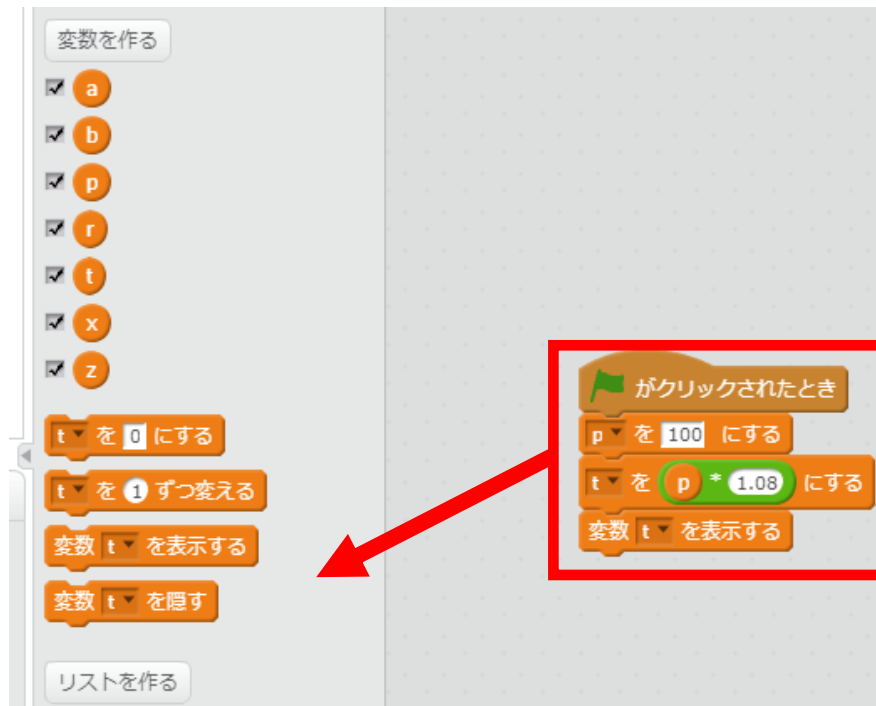 変数を作る
a
b
p
r
t
x
z
t を 0 にする
t を 1 ずつ変える
変数 t を表示する
変数 t を隠す
リストを作る
がクリックされたとき
p を 100 にする
t を p * 1.08 にする
変数 t を表示する